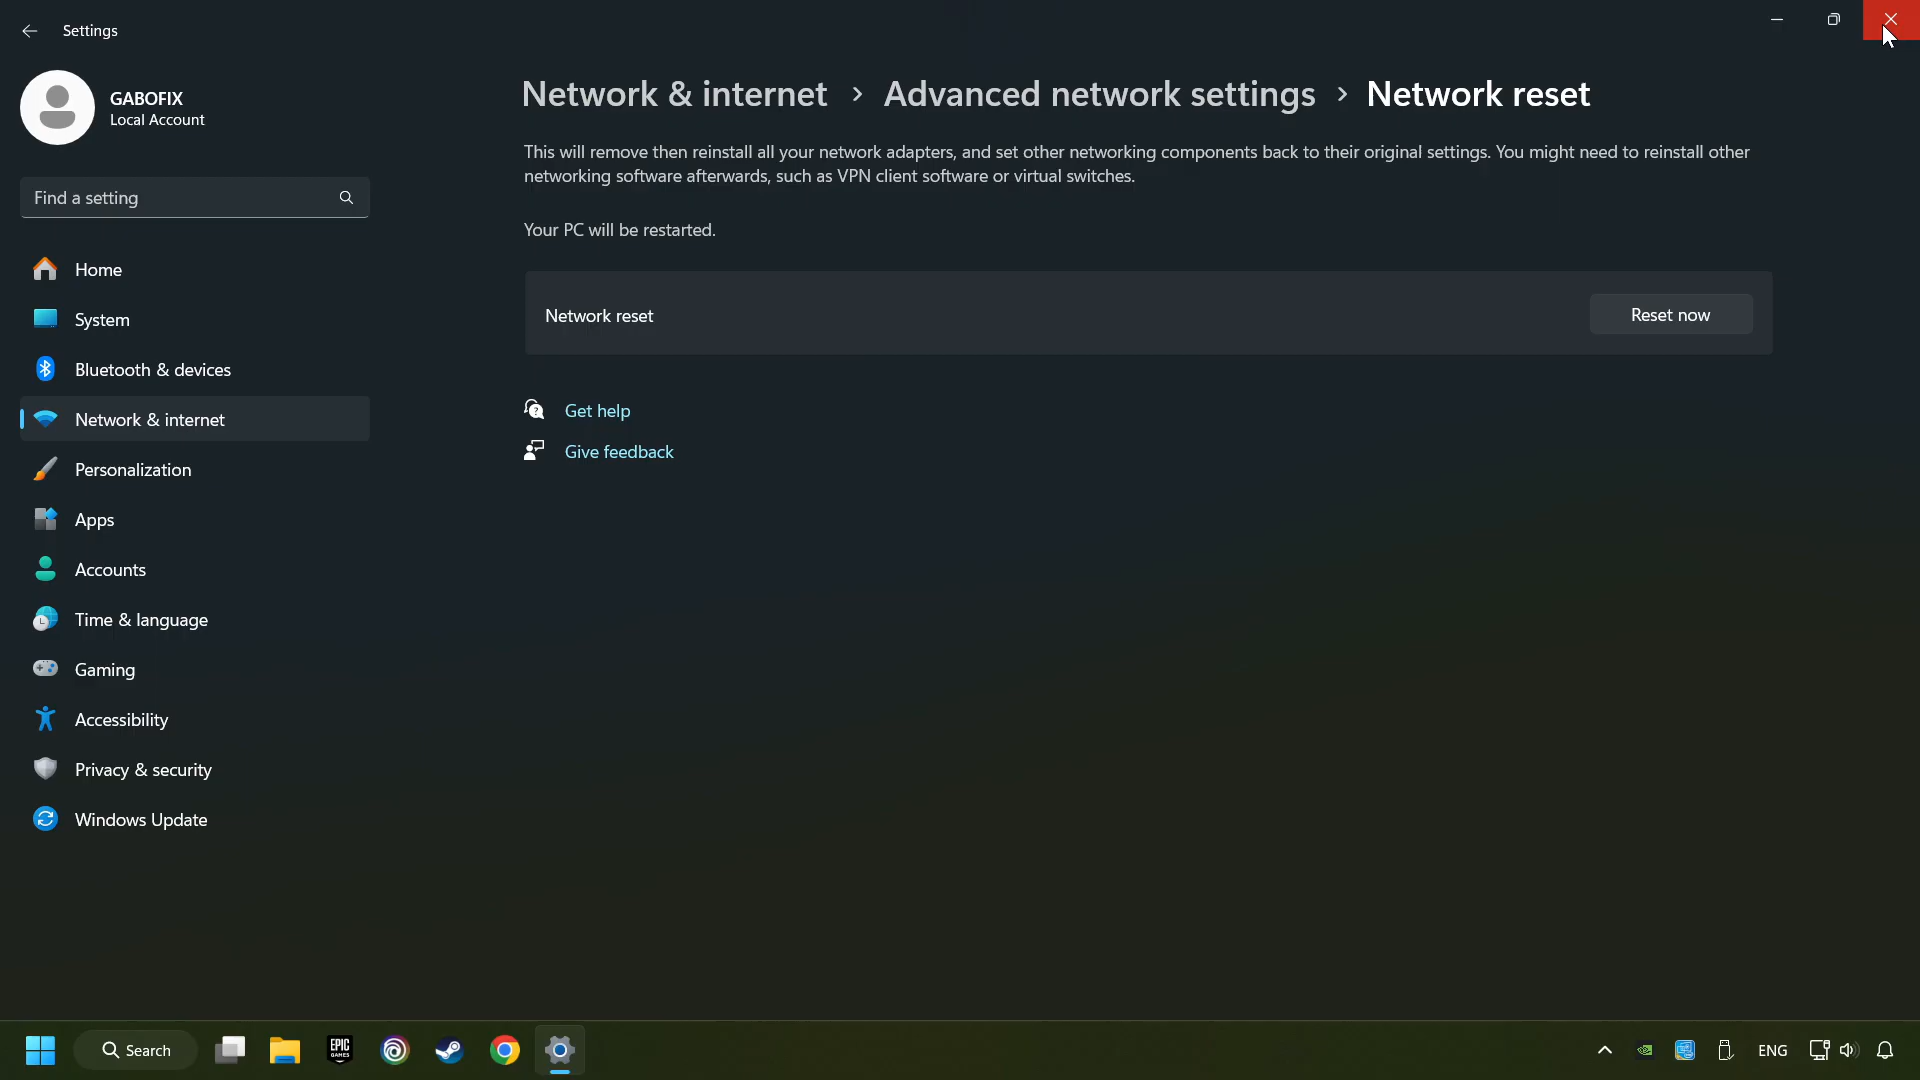 Settings
GABOFIX
Local Account
Find a setting
Home
System
Bluetooth & devices
Network & internet
Personalization
Apps
Accounts
Time & language
Gaming
Accessibility
Privacy & security
Windows Update
Network & internet > Advanced network settings > Network reset
This will remove then reinstall all your network adapters, and set other networking components back to their original settings. You might need to reinstall other
networking software afterwards, such as VPN client software or virtual switches.
Your PC will be restarted.
Network reset
Reset now
Get help
Give feedback
Search
EPIC
GAMES
ENG